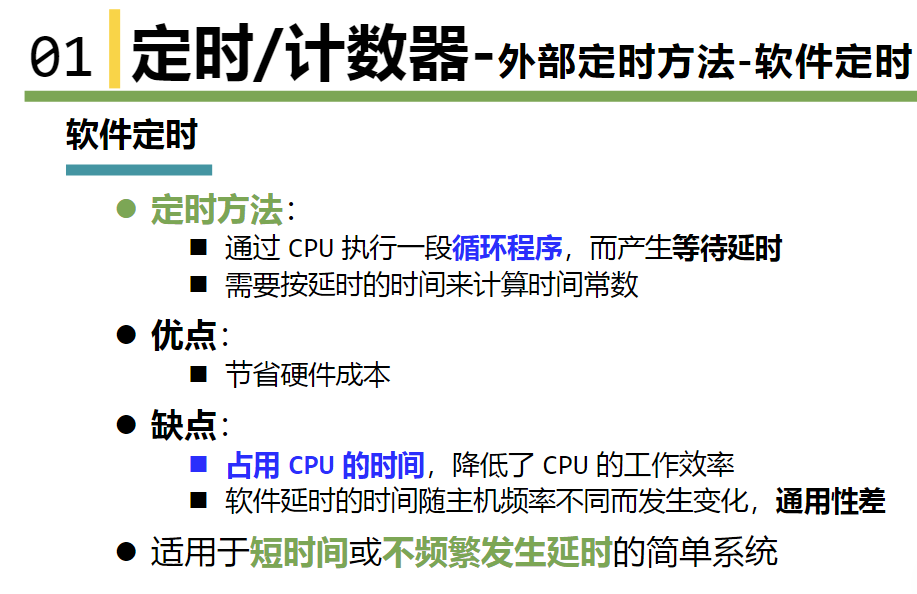 01 定时/计数器-外部定时方法-软件定时
软件定时
● 定时方法：
■ 通过 CPU 执行一段循环程序，而产生等待延时
■ 需要按延时的时间来计算时间常数
● 优点：
■ 节省硬件成本
● 缺点：
■ 占用 CPU 的时间，降低了 CPU 的工作效率
■ 软件延时的时间随主机频率不同而发生变化，通用性差
● 适用于短时间或不频繁发生延时的简单系统